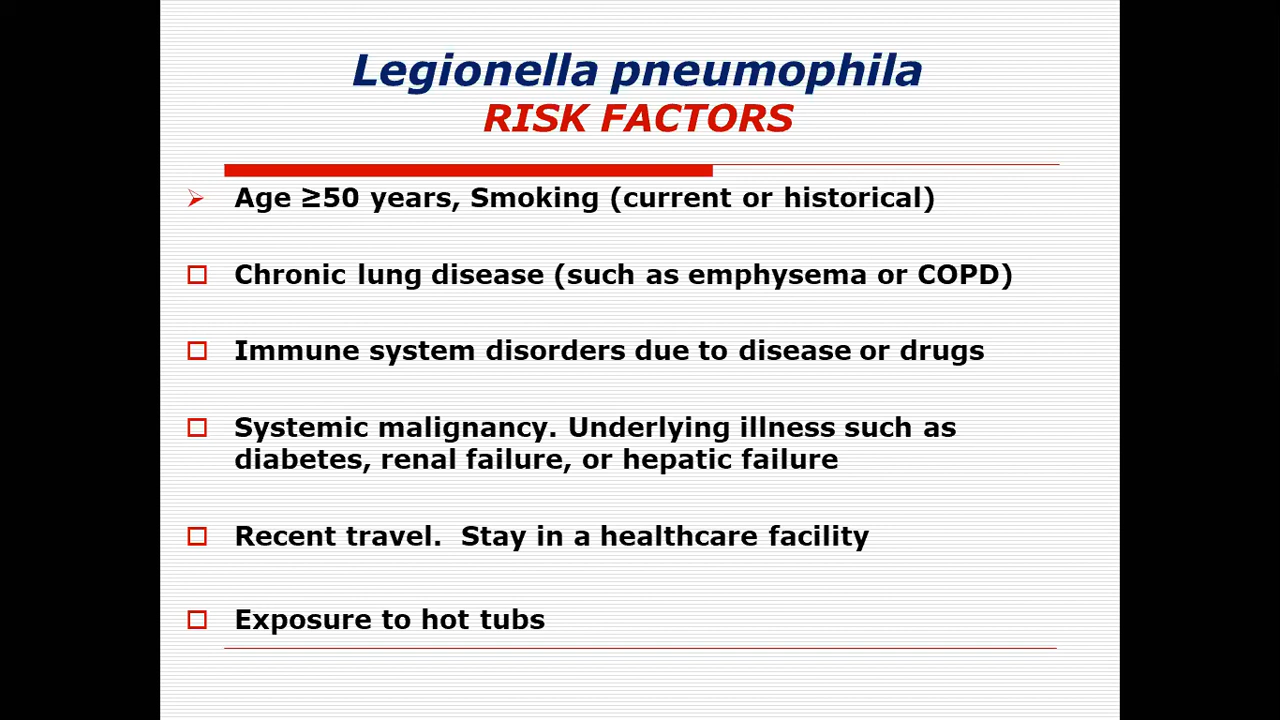 Legionella pneumophila
RISK FACTORS
Age ≥50 years, Smoking (current or historical)
Chronic lung disease (such as emphysema or COPD)
Immune system disorders due to disease or drugs
Systemic malignancy. Underlying illness such as
diabetes, renal failure, or hepatic failure
Recent travel.  Stay in a healthcare facility
Exposure to hot tubs